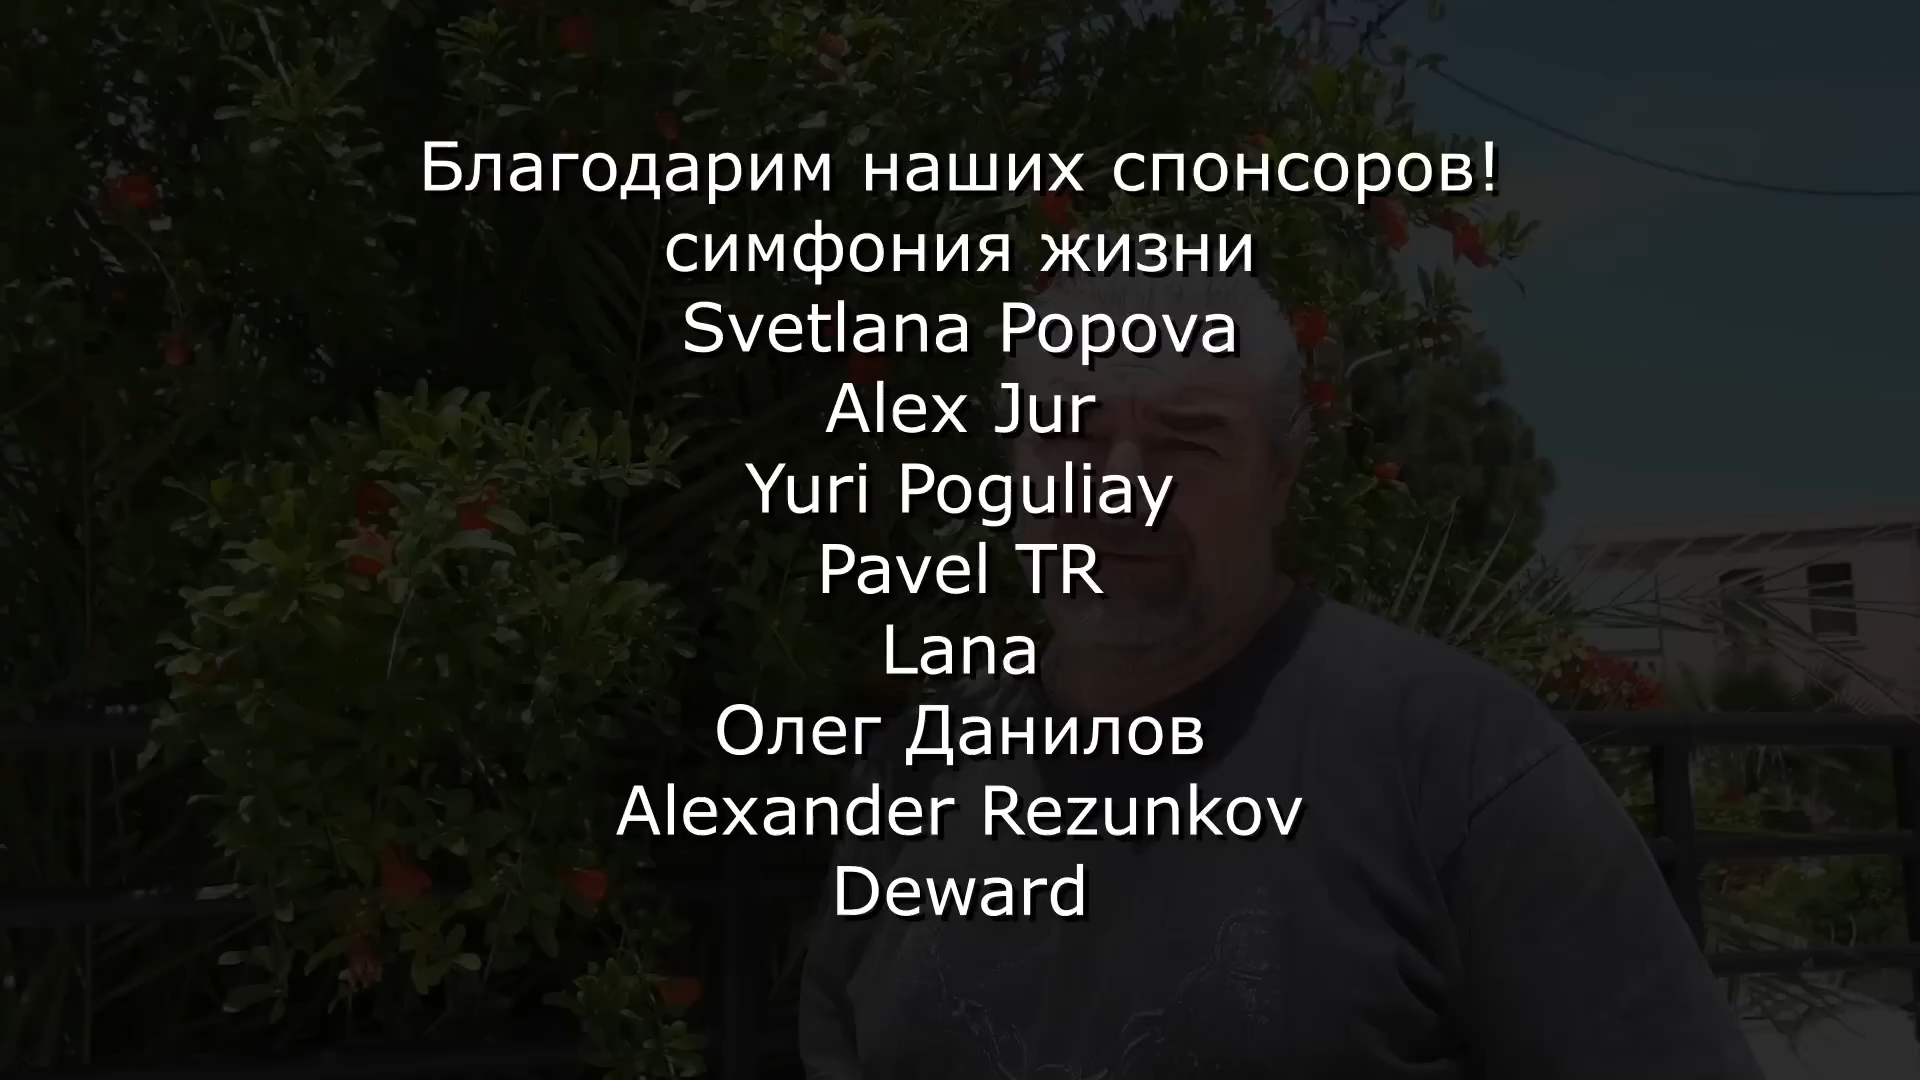 Благодарим наших спонсоров!
симфония жизни
Svetlana Popova
Alex Jur
Yuri Poguliay
Pavel TR
Lana
Олег Данилов
Alexander Rezunkov
Deward